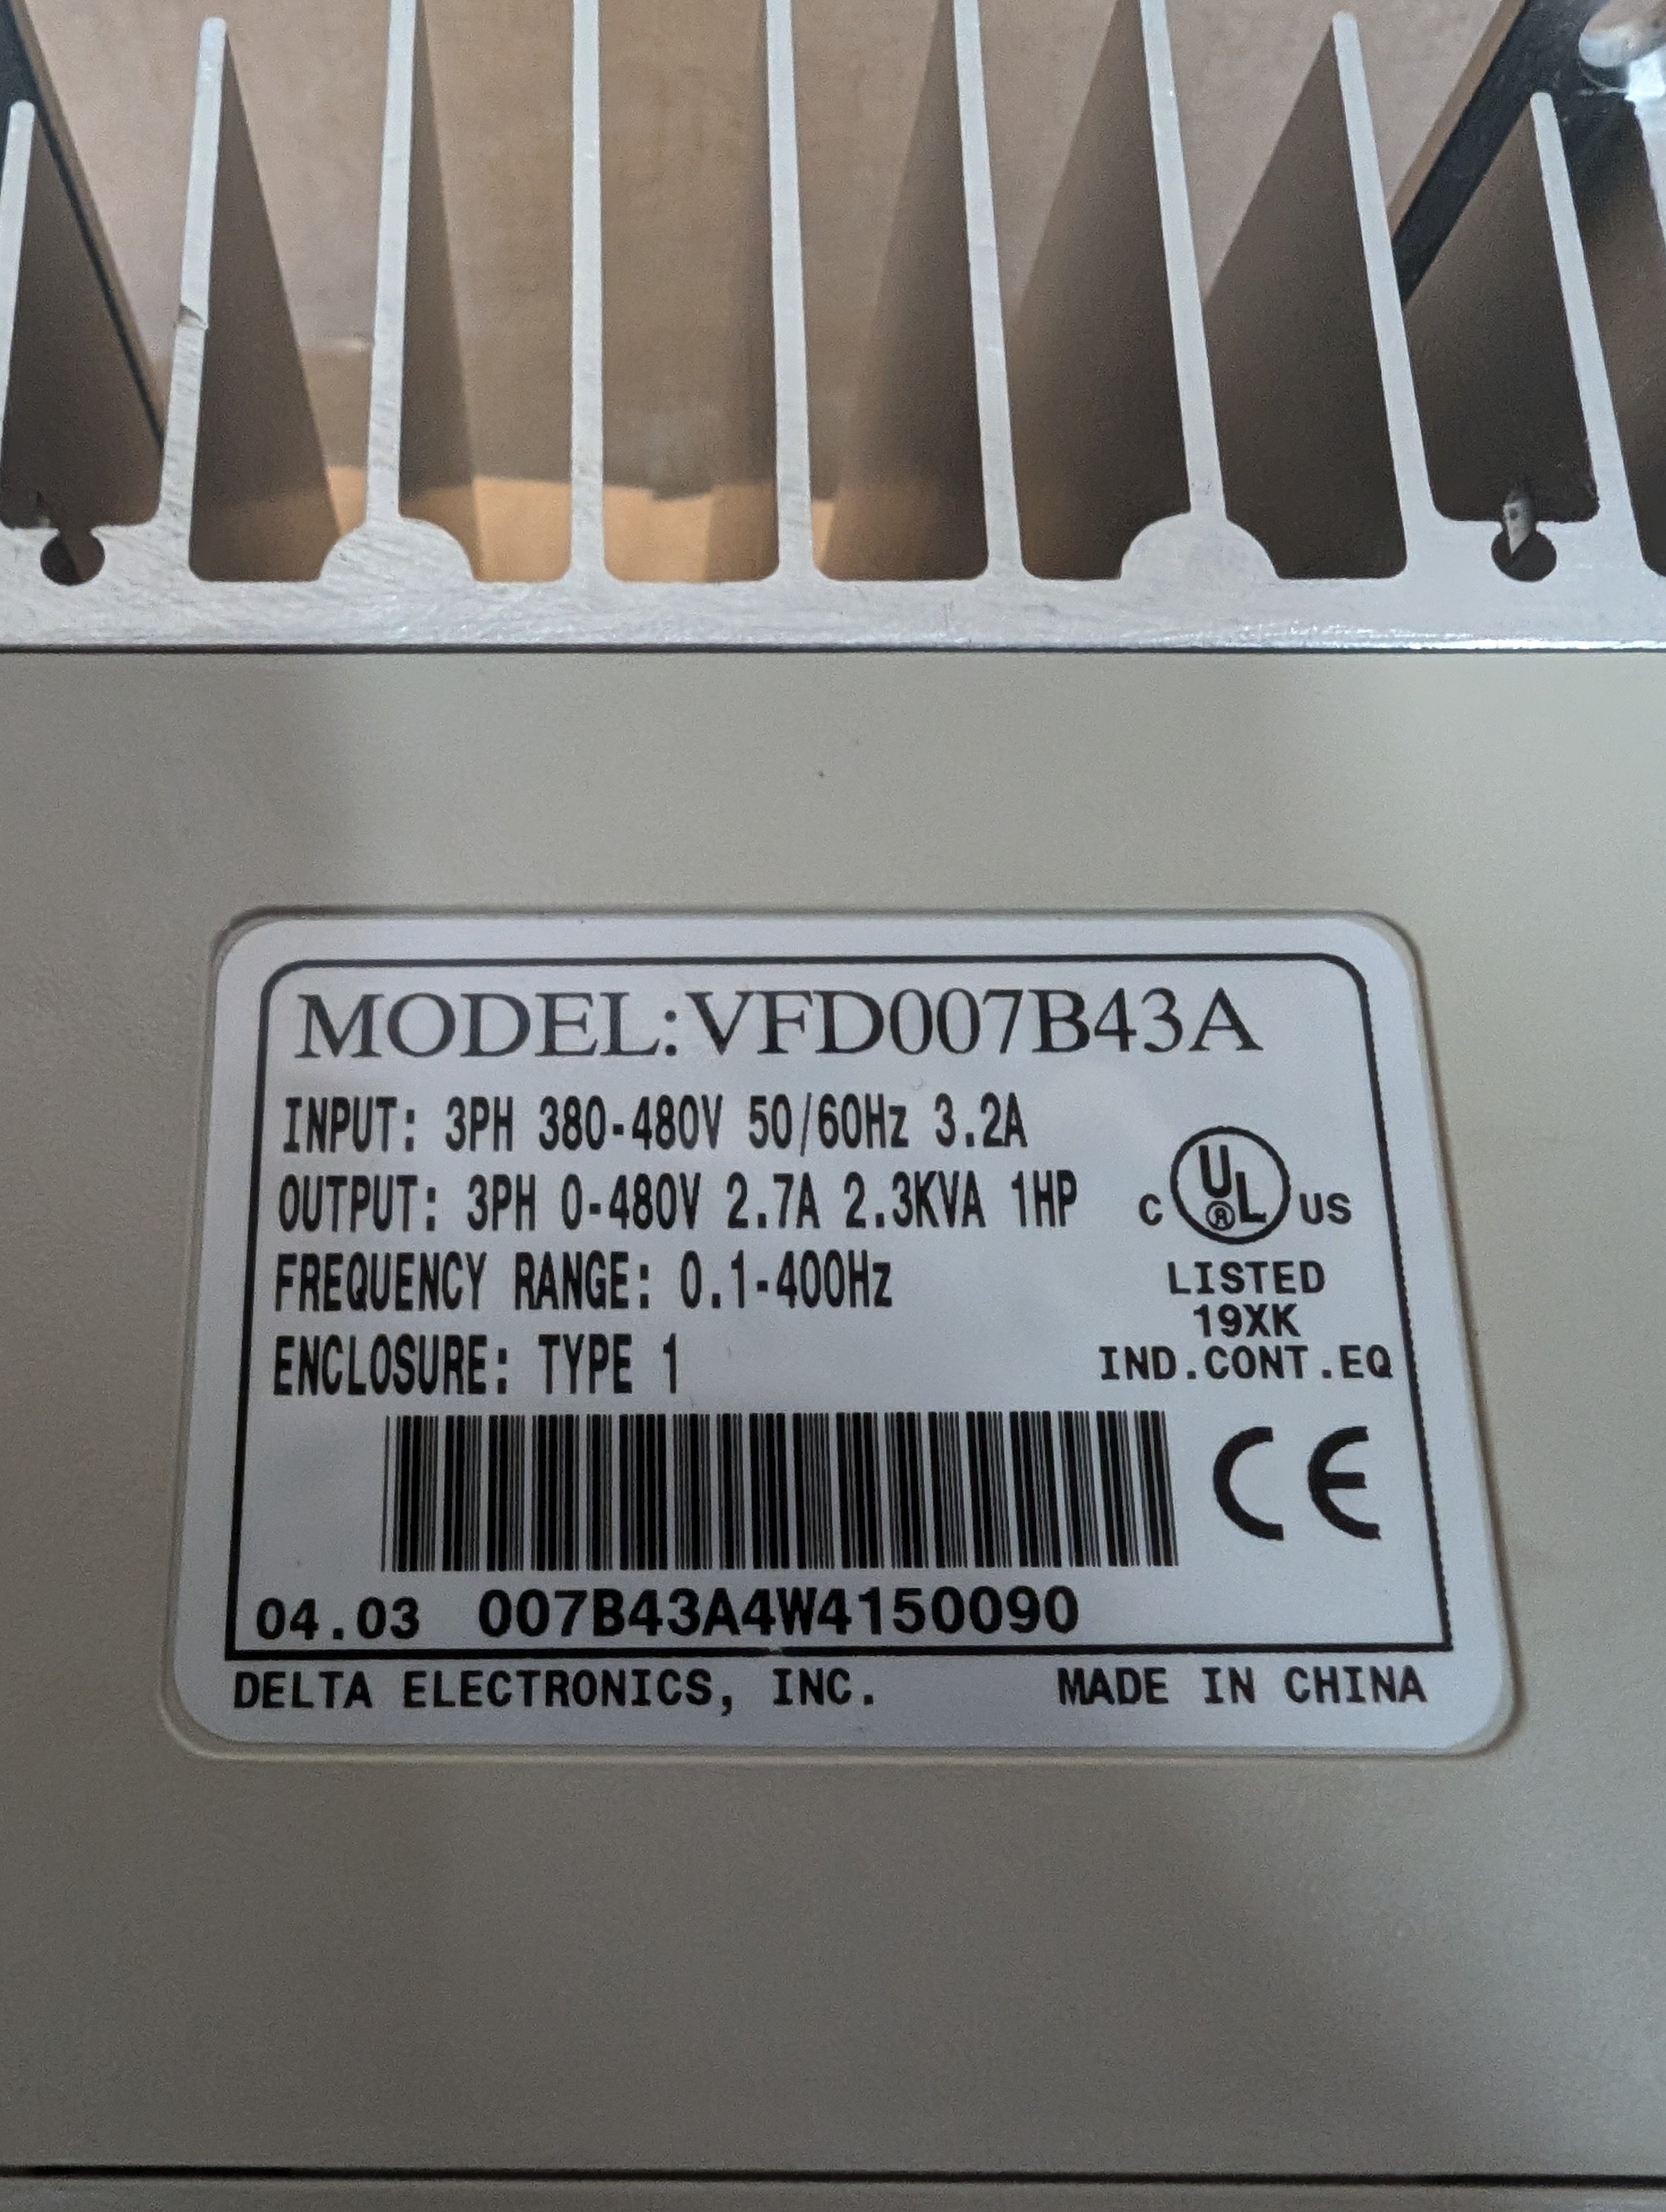 MODEL:VFD007B43A
INPUT: 3PH 380-480V 50/60Hz 3.2A
OUTPUT: 3PH 0-480V 2.7A 2.3KVA 1HP
FREQUENCY RANGE: 0.1-400Hz
ENCLOSURE: TYPE 1
C UL® US
LISTED
19XK
IND.CONT.EQ
CE
04.03 007B43A4W4150090
DELTA ELECTRONICS, INC. MADE IN CHINA